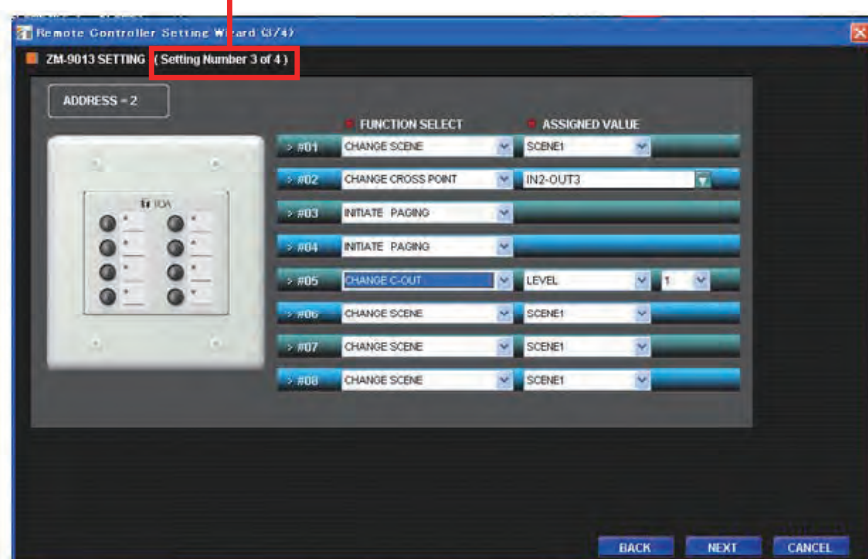 Remote Controller Setting Wizard (3/4)
ZM-9013 SETTING ( Setting Number 3 of 4 )
ADDRESS = 2
FUNCTION SELECT ASSIGNED VALUE
> #01 CHANGE SCENE SCENE1
> #02 CHANGE CROSS POINT IN2-OUT3
> #03 INITIATE PAGING
> #04 INITIATE PAGING
> #05 CHANGE C-OUT LEVEL 1
> #06 CHANGE SCENE SCENE1
> #07 CHANGE SCENE SCENE1
> #08 CHANGE SCENE SCENE1
TOA
BACK NEXT CANCEL